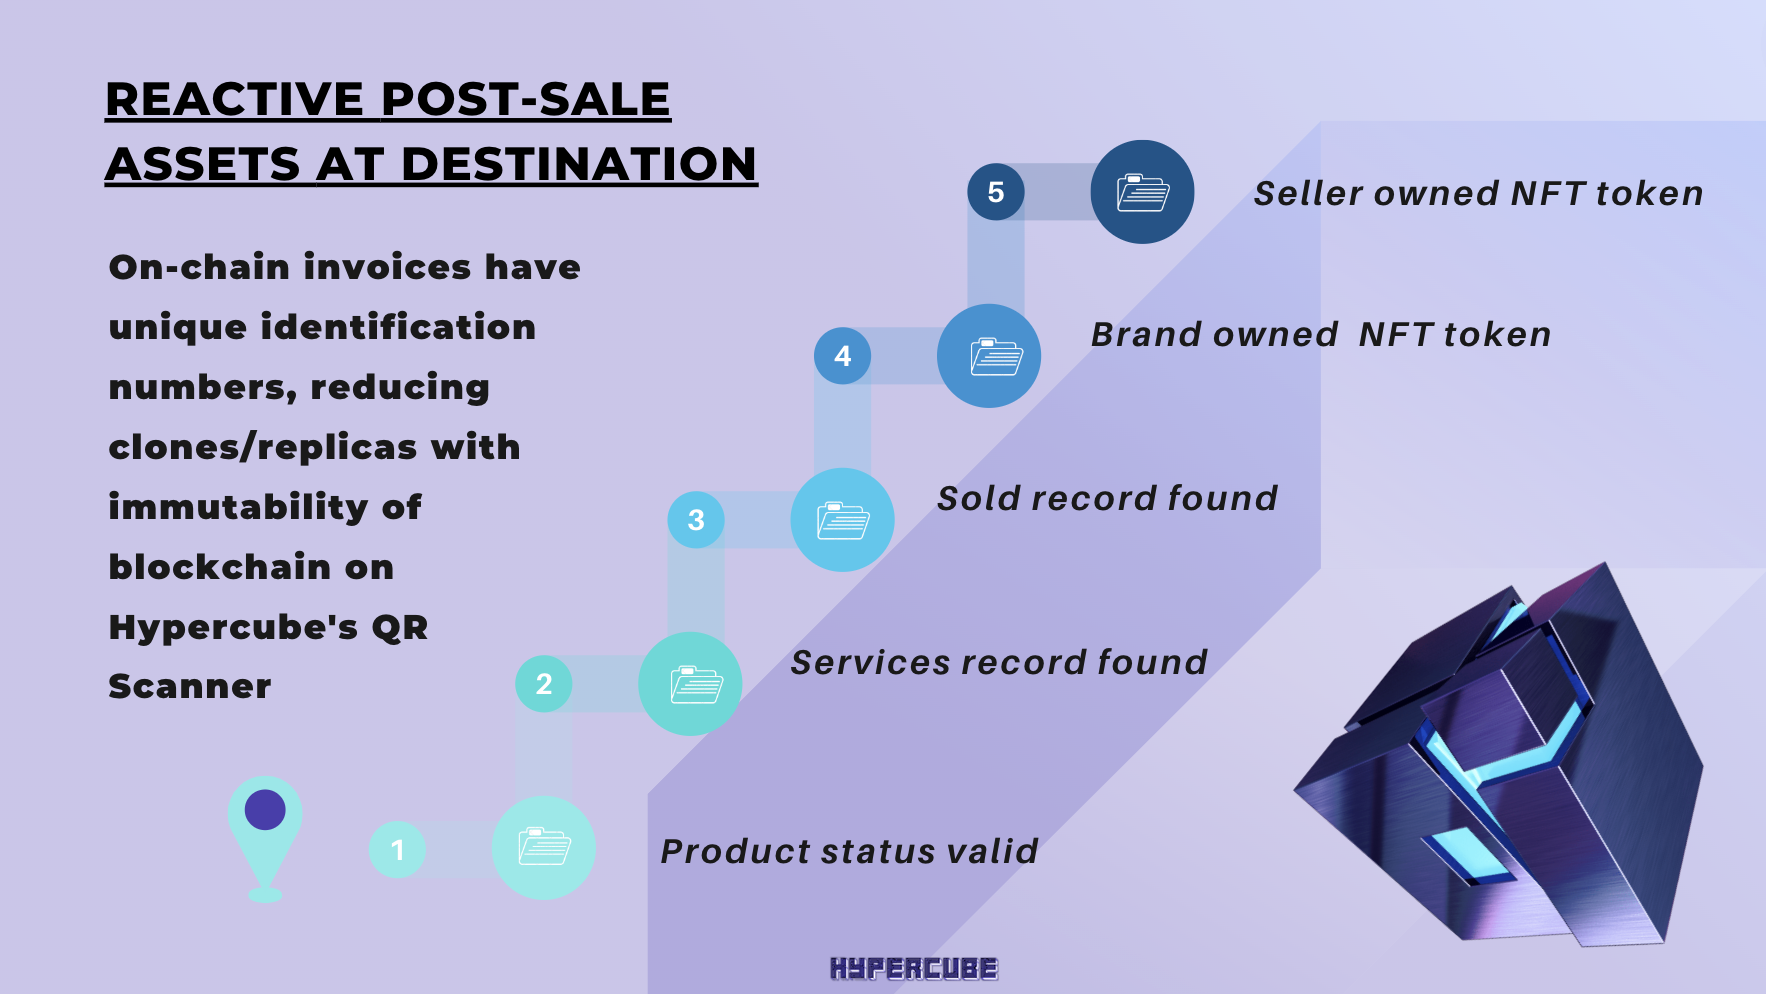 REACTIVE POST-SALE
ASSETS AT DESTINATION
On-chain invoices have
unique identification
numbers, reducing
clones/replicas with
immutability of
blockchain on
Hypercube's QR
Scanner
5
Seller owned NFT token
4
Brand owned NFT token
3
Sold record found
2
Services record found
1
Product status valid
HYPERCUBE